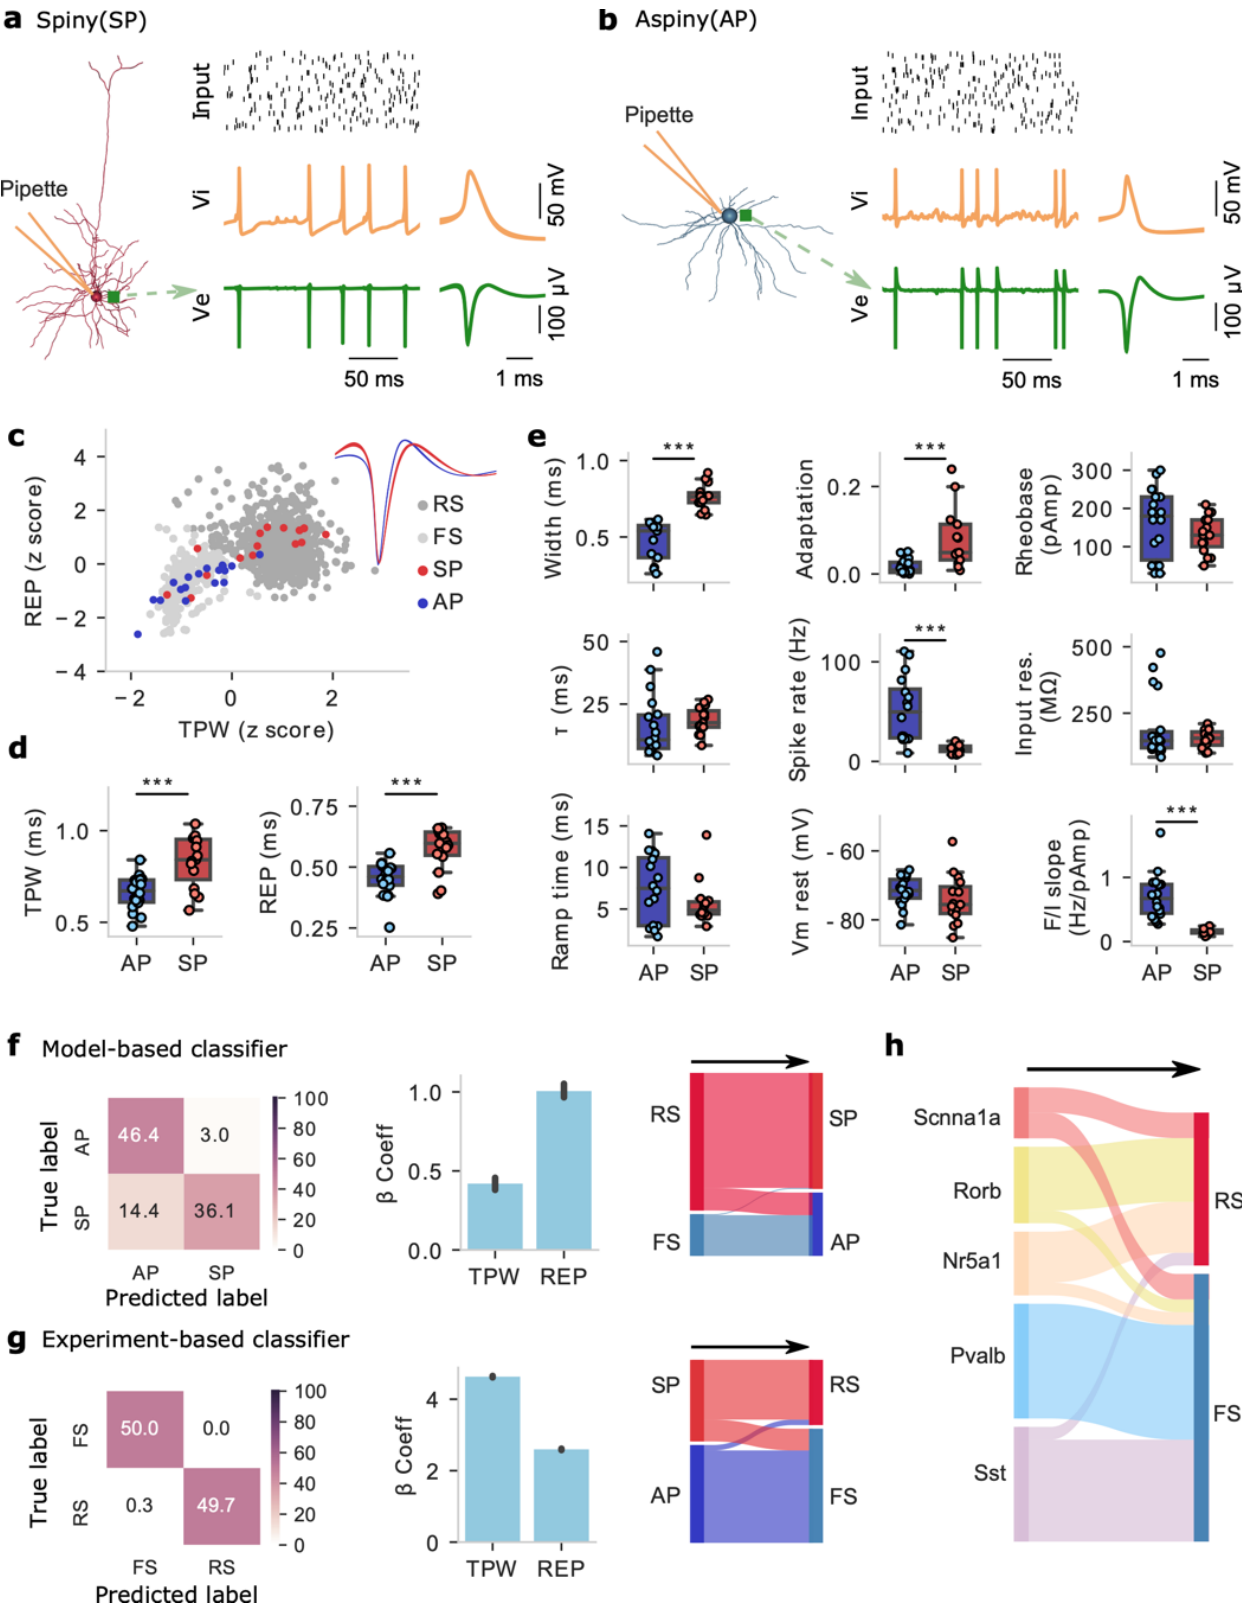 a Spiny(SP)
Input
Pipette
Vi
50 mV
Ve
100 µV
50 ms
1 ms
b Aspiny(AP)
Input
Pipette
Vi
50 mV
Ve
100 µV
50 ms
1 ms
c
REP (z score)
4
2
0
− 2
− 4
−2
0
2
TPW (z score)
RS
FS
SP
AP
d
TPW (ms)
1.0
0.5
***
AP SP
REP (ms)
0.75
0.50
0.25
***
AP SP
e
Width (ms)
1.0
0.5
***
Adaptation
0.2
0.0
***
Rheobase
(pAmp)
300
200
100
τ (ms)
50
25
Spike rate (Hz)
100
0
***
Input res.
(MΩ)
500
250
Ramp time (ms)
15
10
5
AP SP
Vm rest (mV)
- 60
- 80
AP SP
F/I slope
(Hz/pAmp)
1
0
***
AP SP
f Model-based classifier
True label
AP
SP
46.4 3.0
14.4 36.1
AP SP
Predicted label
100
80
60
40
20
0
β Coeff
1.0
0.5
0.0
TPW REP
RS
FS
SP
AP
g Experiment-based classifier
True label
FS
RS
50.0 0.0
0.3 49.7
FS RS
Predicted label
100
80
60
40
20
0
β Coeff
4
2
0
TPW REP
SP
AP
RS
FS
h
Scnna1a
Rorb
Nr5a1
Pvalb
Sst
RS
FS